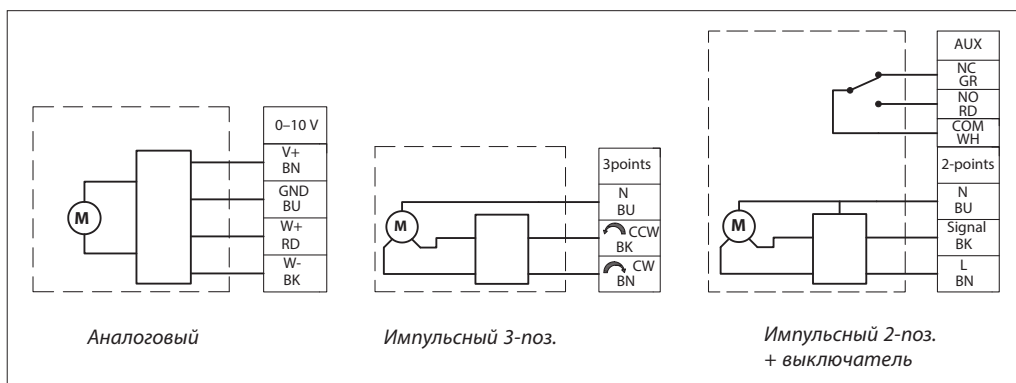 0–10 V
V+
BN
GND
BU
W+
RD
W-
BK
M
Аналоговый
3points
N
BU
CCW
BK
CW
BN
M
Импульсный 3-поз.
AUX
NC
GR
NO
RD
COM
WH
2-points
N
BU
Signal
BK
L
BN
M
Импульсный 2-поз.
+ выключатель